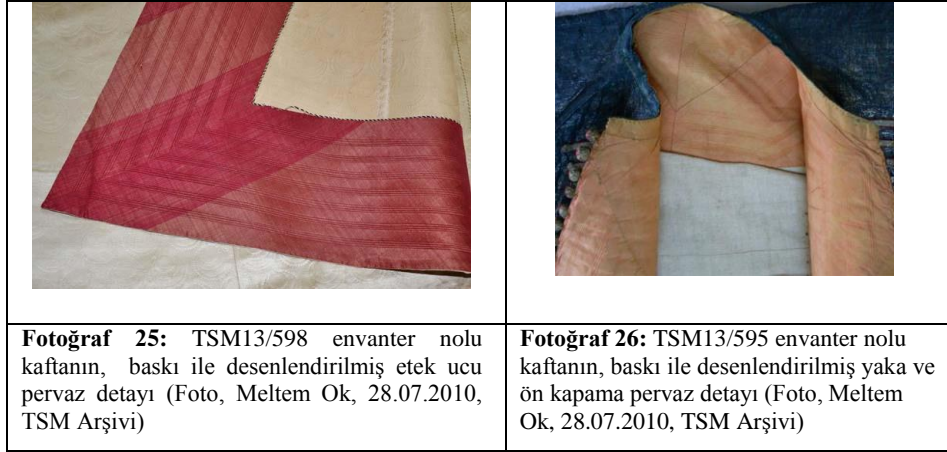 Fotoğraf 25: TSM13/598 envanter nolu
kaftanın, baskı ile desenlendirilmiş etek ucu
pervaz detayı (Foto, Meltem Ok, 28.07.2010,
TSM Arşivi)
Fotoğraf 26: TSM13/595 envanter nolu
kaftanın, baskı ile desenlendirilmiş yaka ve
ön kapama pervaz detayı (Foto, Meltem
Ok, 28.07.2010, TSM Arşivi)